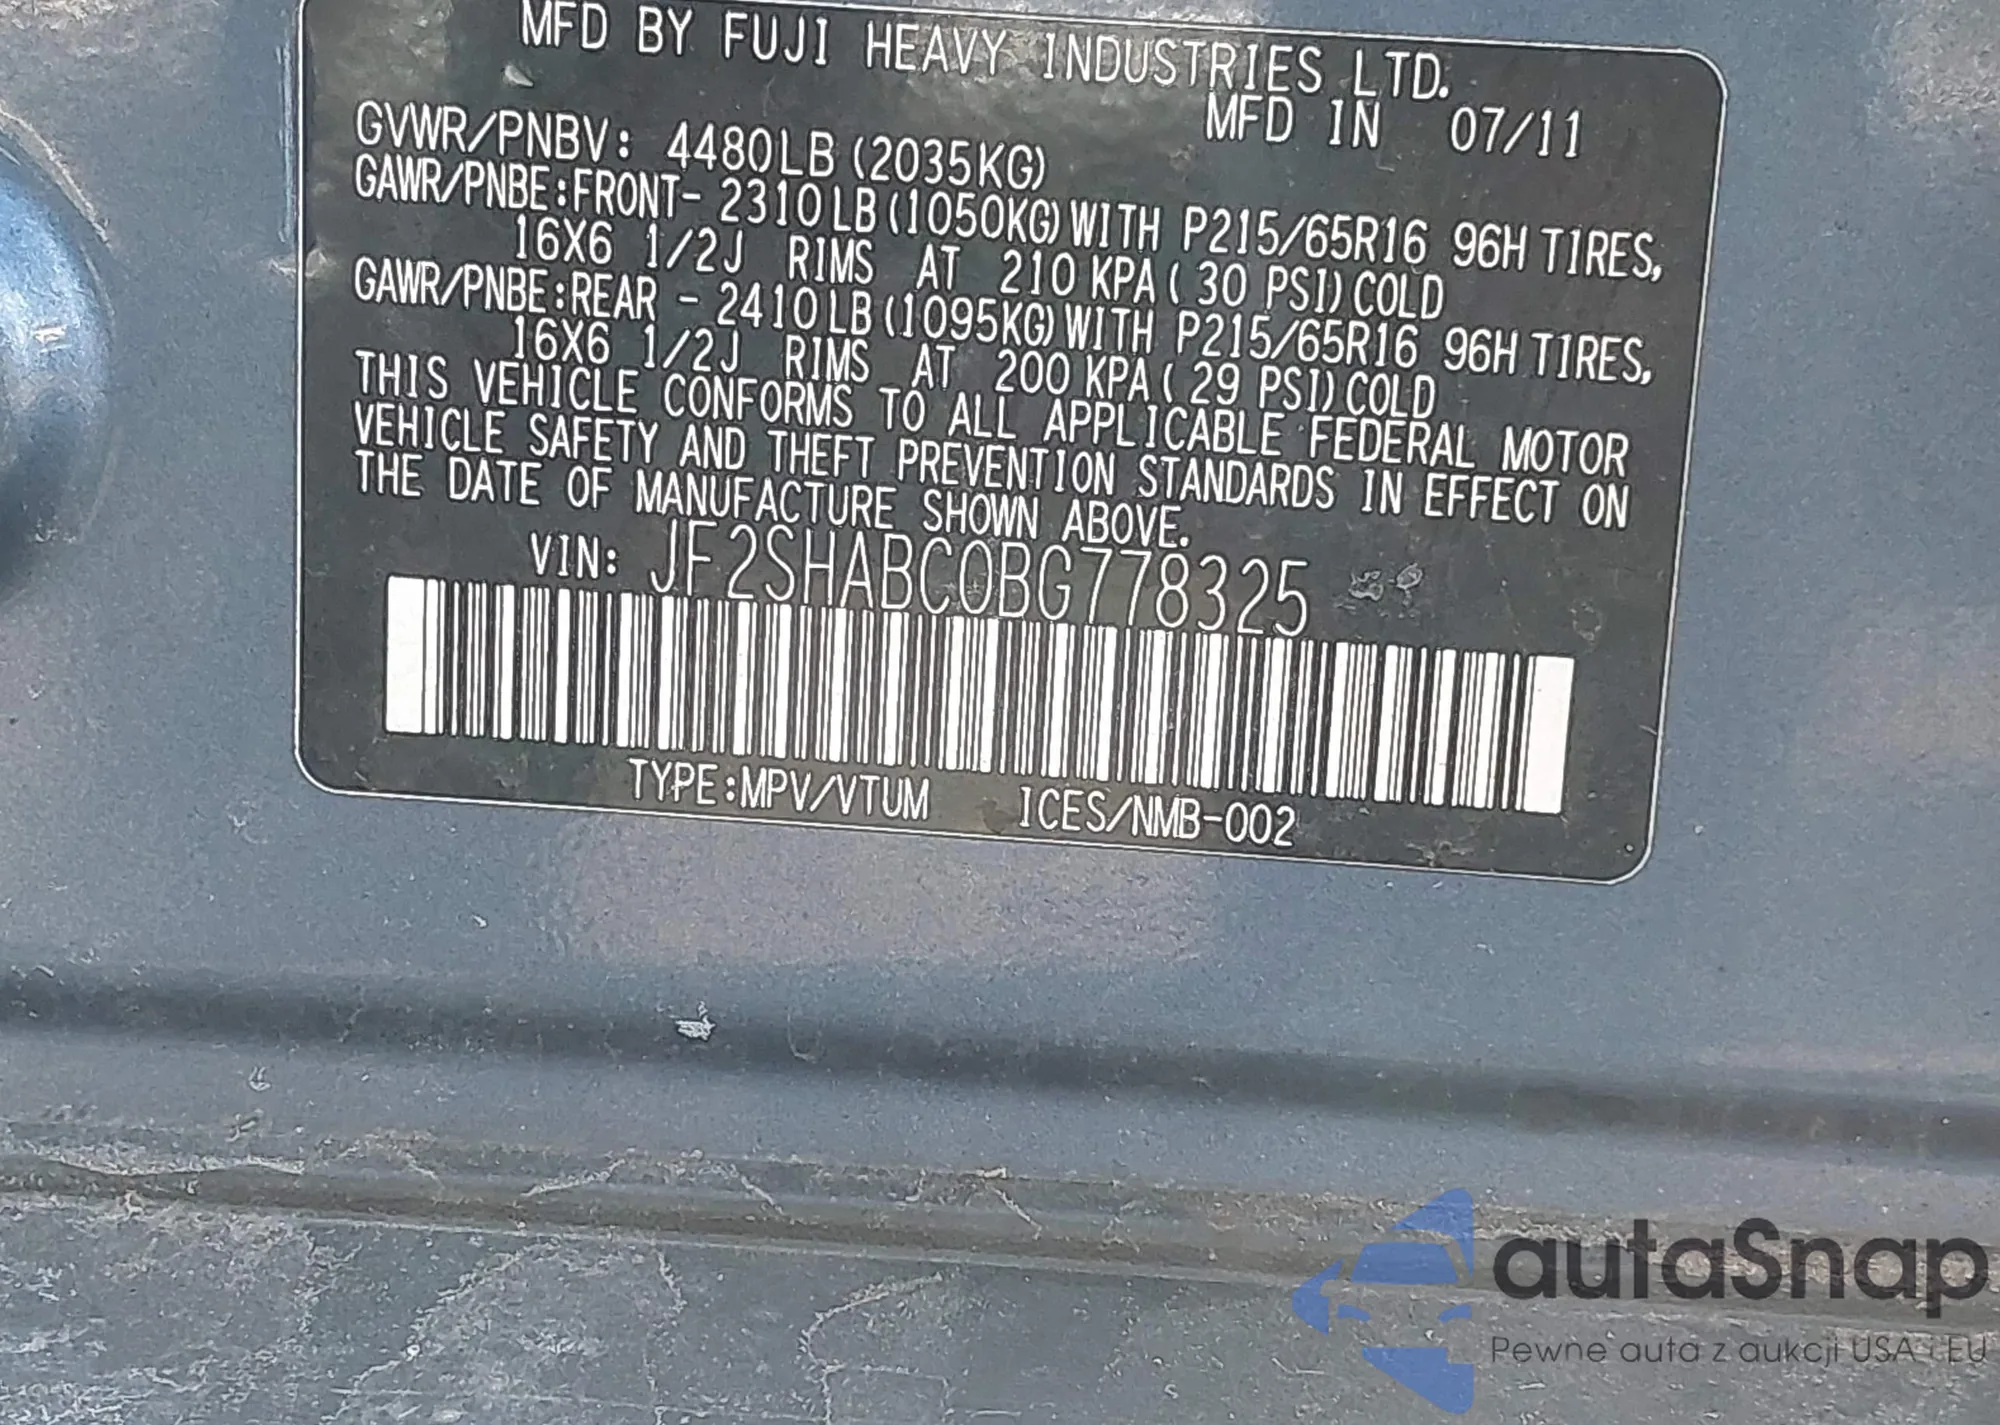 MFD BY FUJI HEAVY INDUSTRIES LTD.
MFD IN 07/11
GVWR/PNBV: 4480LB (2035KG)
GAWR/PNBE:FRONT- 2310LB (1050KG) WITH P215/65R16 96H TIRES,
16X6 1/2J RIMS AT 210 KPA ( 30 PSI) COLD
GAWR/PNBE:REAR - 2410LB (1095KG) WITH P215/65R16 96H TIRES,
16X6 1/2J RIMS AT 200 KPA ( 29 PSI) COLD
THIS VEHICLE CONFORMS TO ALL APPLICABLE FEDERAL MOTOR
VEHICLE SAFETY AND THEFT PREVENTION STANDARDS IN EFFECT ON
THE DATE OF MANUFACTURE SHOWN ABOVE.
VIN: JF2SHABC0BG778325
TYPE:MPV/VTUM ICES/NMB-002
autaSnap
Pewne auta z aukcji USA i EU